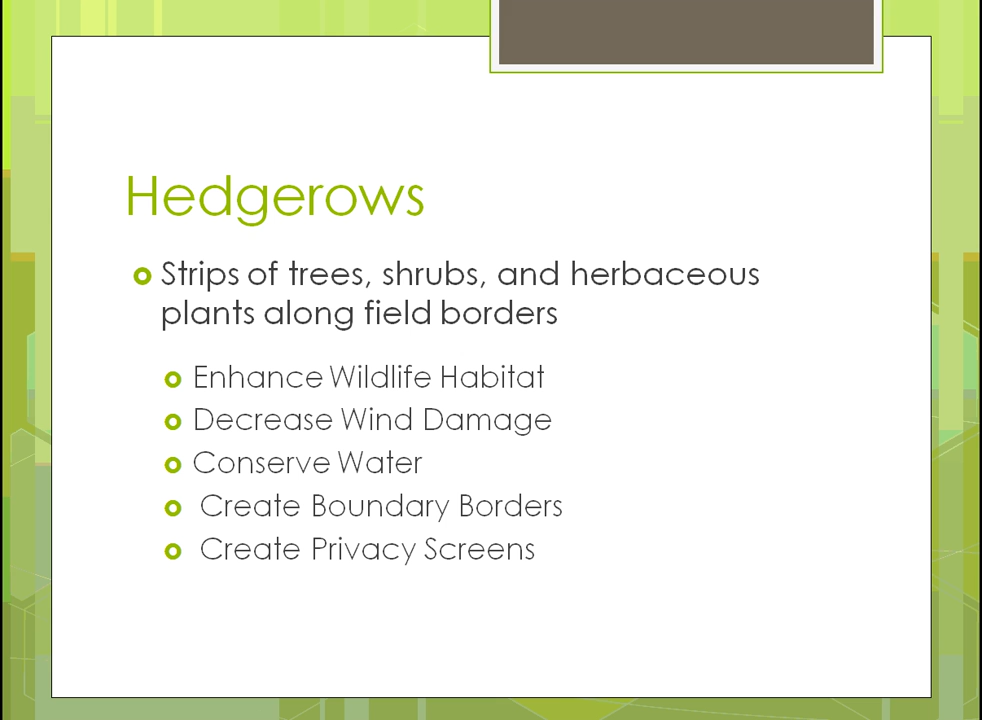 Hedgerows
Strips of trees, shrubs, and herbaceous
plants along field borders
Enhance Wildlife Habitat
Decrease Wind Damage
Conserve Water
Create Boundary Borders
Create Privacy Screens